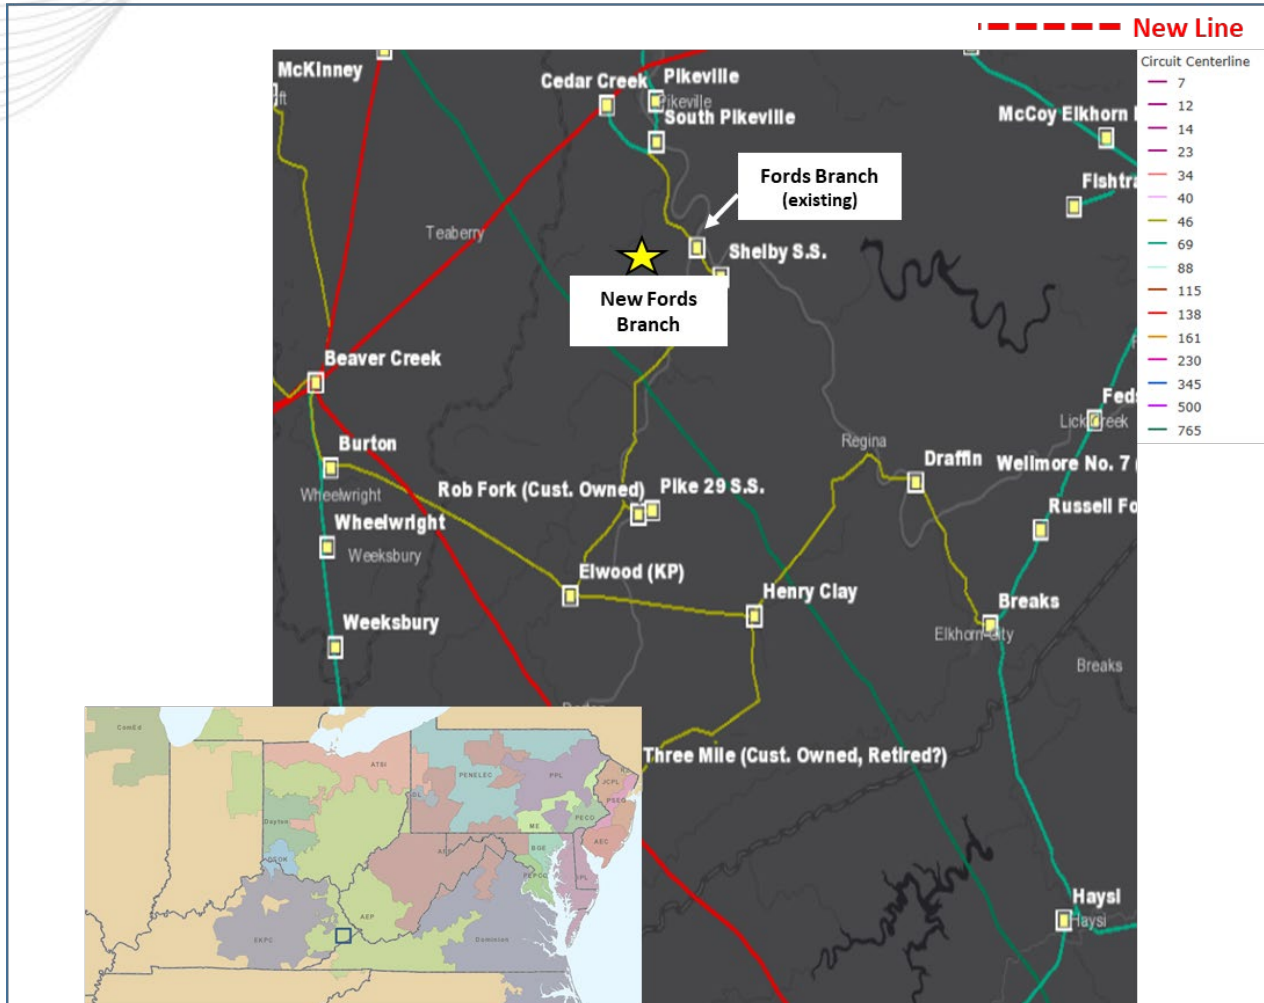 New Line
Circuit Centerline
7
12
14
23
34
40
46
69
88
115
138
161
230
345
500
765
McKinney
Cedar Creek
Pikeville
Pikeville
South Pikeville
McCoy Elkhorn
Fishtra
Fords Branch
(existing)
Teaberry
Shelby S.S.
New Fords
Branch
Beaver Creek
Feds
Lick Creek
Regina
Burton
Draffin
Wellmore No. 7
Wheelwright
Rob Fork (Cust. Owned)
Pike 29 S.S.
Russell Fo
Wheelwright
Weeksbury
Elwood (KP)
Henry Clay
Breaks
Elkhorn City
Weeksbury
Breaks
Three Mile (Cust. Owned, Retired?)
Haysi
Haysi
ComEd
ATSI
PENELEC
PPL
JCPL
PSEG
Dayton
ME
PECO
AEC
BGE
PEPCO
DPL
AEP
EKPC
Dominion